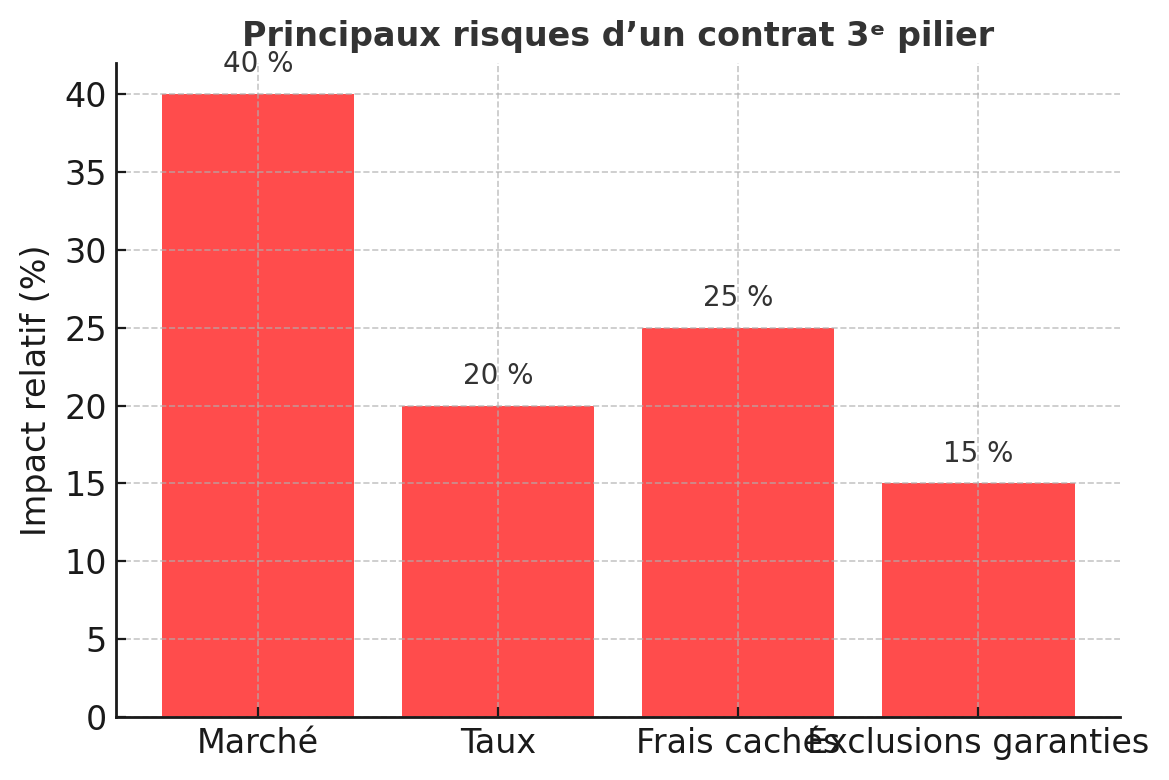 Principaux risques d’un contrat 3ᵉ pilier
40 %
20 %
25 %
15 %
Impact relatif (%)
40
35
30
25
20
15
10
5
0
Marché
Taux
Frais cachés
Exclusions garanties